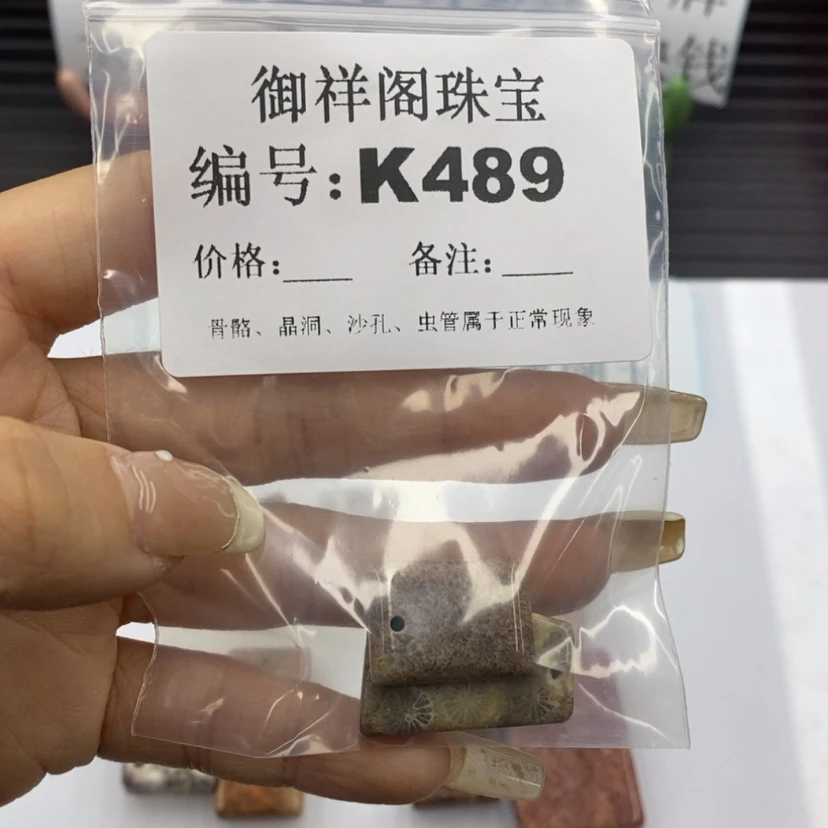 御祥阁珠宝
编号:K489
价格:____ 备注:____
骨骼、晶洞、沙孔、虫管属于正常现象
钱